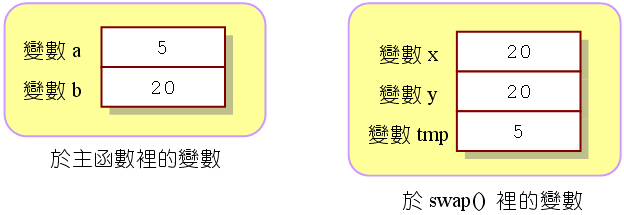 變數 a 5
變數 b 20
於主函數裡的變數
變數 x 20
變數 y 20
變數 tmp 5
於 swap() 裡的變數